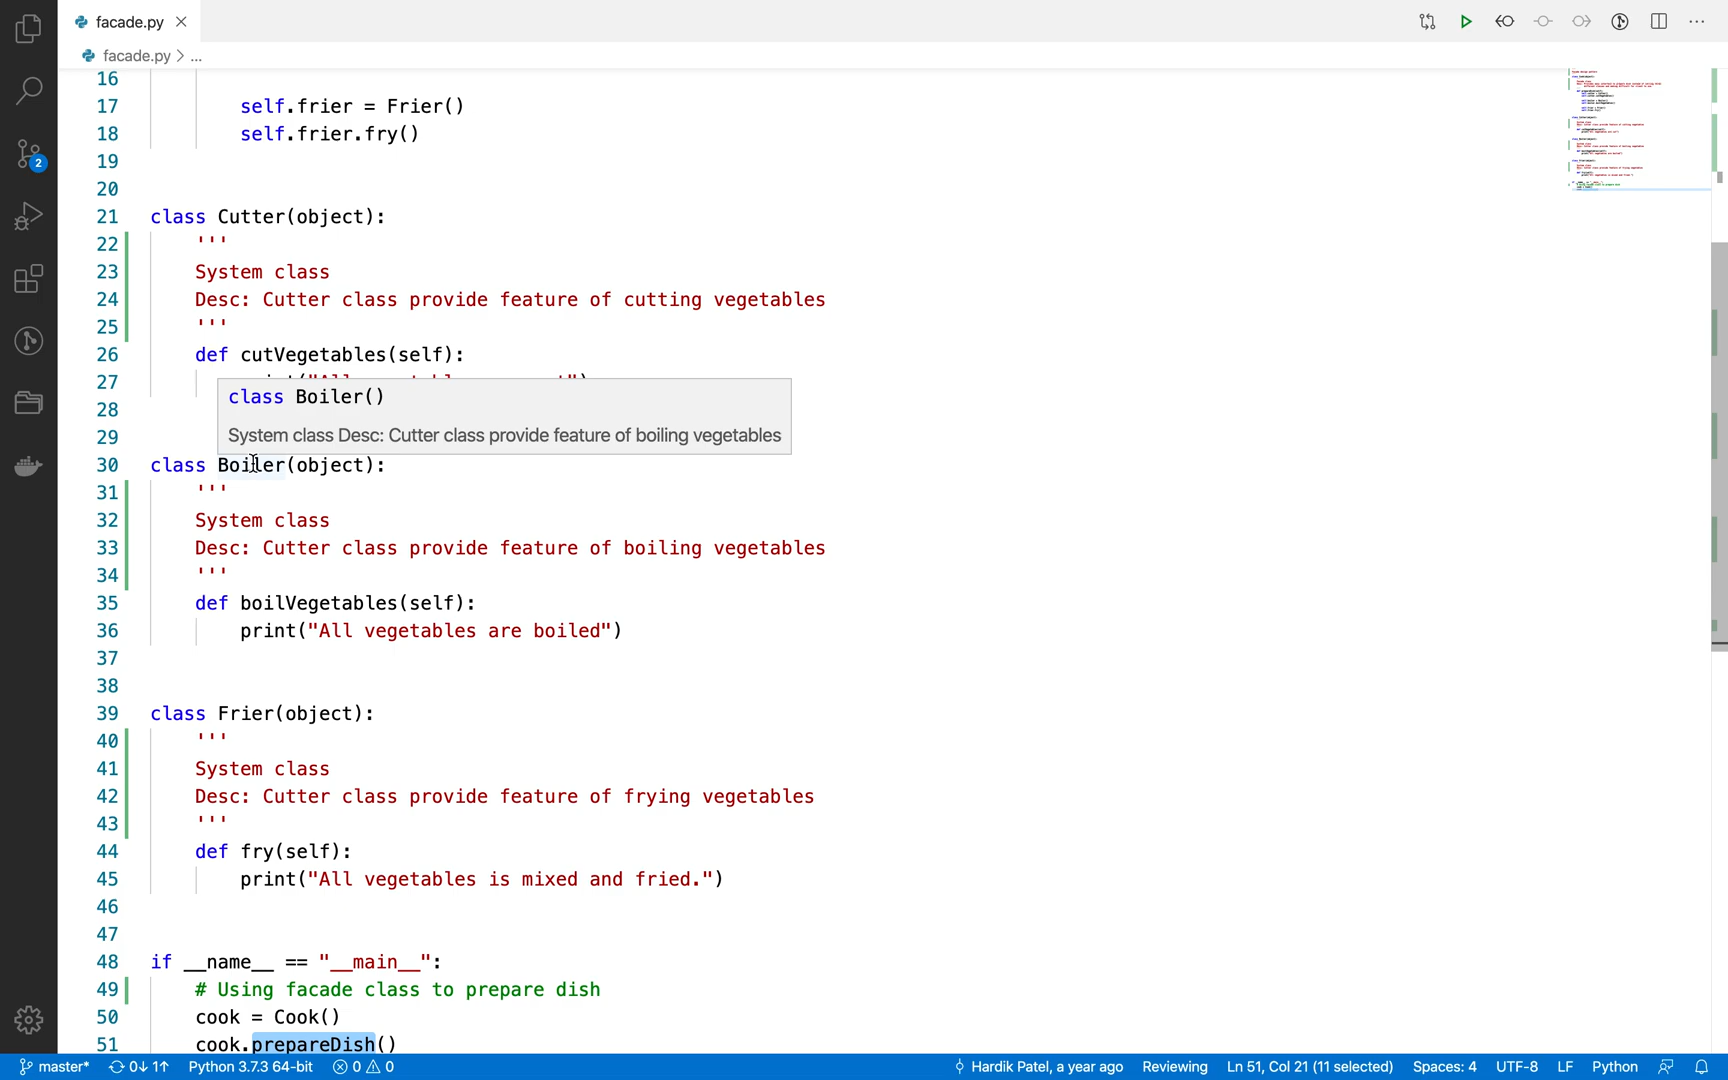 facade.py
facade.py > ...
16
17 self.frier = Frier()
18 self.frier.fry()
19
20
21 class Cutter(object):
22 '''
23 System class
24 Desc: Cutter class provide feature of cutting vegetables
25 '''
26 def cutVegetables(self):
27
28
29
class Boiler()
System class Desc: Cutter class provide feature of boiling vegetables
30 class Boiler(object):
31 '''
32 System class
33 Desc: Cutter class provide feature of boiling vegetables
34 '''
35 def boilVegetables(self):
36 print("All vegetables are boiled")
37
38
39 class Frier(object):
40 '''
41 System class
42 Desc: Cutter class provide feature of frying vegetables
43 '''
44 def fry(self):
45 print("All vegetables is mixed and fried.")
46
47
48 if __name__ == "__main__":
49 # Using facade class to prepare dish
50 cook = Cook()
51 cook.prepareDish()
2
master* 0↓ 1↑ Python 3.7.3 64-bit 0 0 Hardik Patel, a year ago Reviewing Ln 51, Col 21 (11 selected) Spaces: 4 UTF-8 LF Python